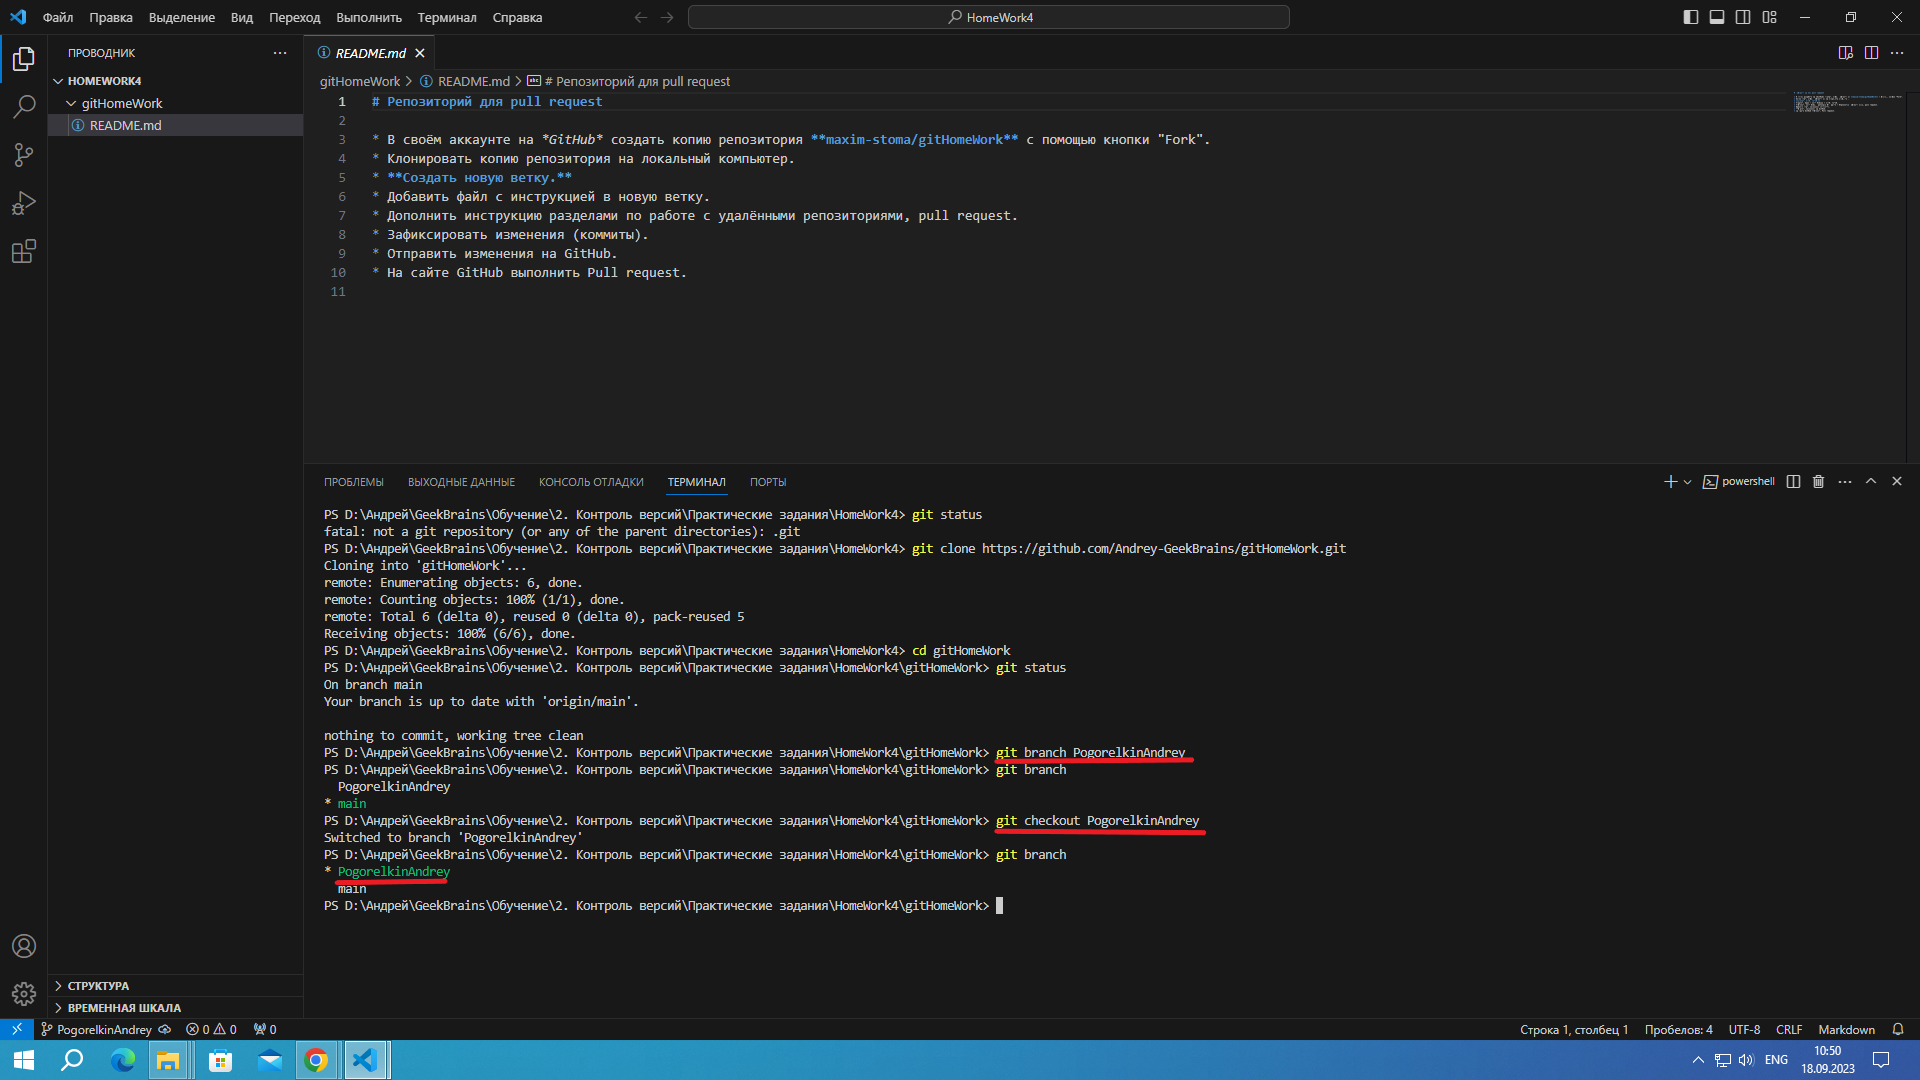 Файл Правка Выделение Вид Переход Выполнить Терминал Справка
HomeWork4
ПРОВОДНИК
HOMEWORK4
gitHomeWork
README.md
README.md
gitHomeWork > README.md > # Репозиторий для pull request
1 # Репозиторий для pull request
2
3 * В своём аккаунте на *GitHub* создать копию репозитория **maxim-stoma/gitHomeWork** с помощью кнопки "Fork".
4 * Клонировать копию репозитория на локальный компьютер.
5 * **Создать новую ветку.**
6 * Добавить файл с инструкцией в новую ветку.
7 * Дополнить инструкцию разделами по работе с удалёнными репозиториями, pull request.
8 * Зафиксировать изменения (коммиты).
9 * Отправить изменения на GitHub.
10 * На сайте GitHub выполнить Pull request.
11
ПРОБЛЕМЫ ВЫХОДНЫЕ ДАННЫЕ КОНСОЛЬ ОТЛАДКИ ТЕРМИНАЛ ПОРТЫ
powershell
PS D:\Андрей\GeekBrains\Обучение\2. Контроль версий\Практические задания\HomeWork4> git status
fatal: not a git repository (or any of the parent directories): .git
PS D:\Андрей\GeekBrains\Обучение\2. Контроль версий\Практические задания\HomeWork4> git clone https://github.com/Andrey-GeekBrains/gitHomeWork.git
Cloning into 'gitHomeWork'...
remote: Enumerating objects: 6, done.
remote: Counting objects: 100% (1/1), done.
remote: Total 6 (delta 0), reused 0 (delta 0), pack-reused 5
Receiving objects: 100% (6/6), done.
PS D:\Андрей\GeekBrains\Обучение\2. Контроль версий\Практические задания\HomeWork4> cd gitHomeWork
PS D:\Андрей\GeekBrains\Обучение\2. Контроль версий\Практические задания\HomeWork4\gitHomeWork> git status
On branch main
Your branch is up to date with 'origin/main'.
nothing to commit, working tree clean
PS D:\Андрей\GeekBrains\Обучение\2. Контроль версий\Практические задания\HomeWork4\gitHomeWork> git branch PogorelkinAndrey
PS D:\Андрей\GeekBrains\Обучение\2. Контроль версий\Практические задания\HomeWork4\gitHomeWork> git branch
PogorelkinAndrey
* main
PS D:\Андрей\GeekBrains\Обучение\2. Контроль версий\Практические задания\HomeWork4\gitHomeWork> git checkout PogorelkinAndrey
Switched to branch 'PogorelkinAndrey'
PS D:\Андрей\GeekBrains\Обучение\2. Контроль версий\Практические задания\HomeWork4\gitHomeWork> git branch
* PogorelkinAndrey
main
PS D:\Андрей\GeekBrains\Обучение\2. Контроль версий\Практические задания\HomeWork4\gitHomeWork>
СТРУКТУРА
ВРЕМЕННАЯ ШКАЛА
PogorelkinAndrey 0 0 0
Строка 1, столбец 1 Пробелов: 4 UTF-8 CRLF Markdown
ENG
10:50
18.09.2023